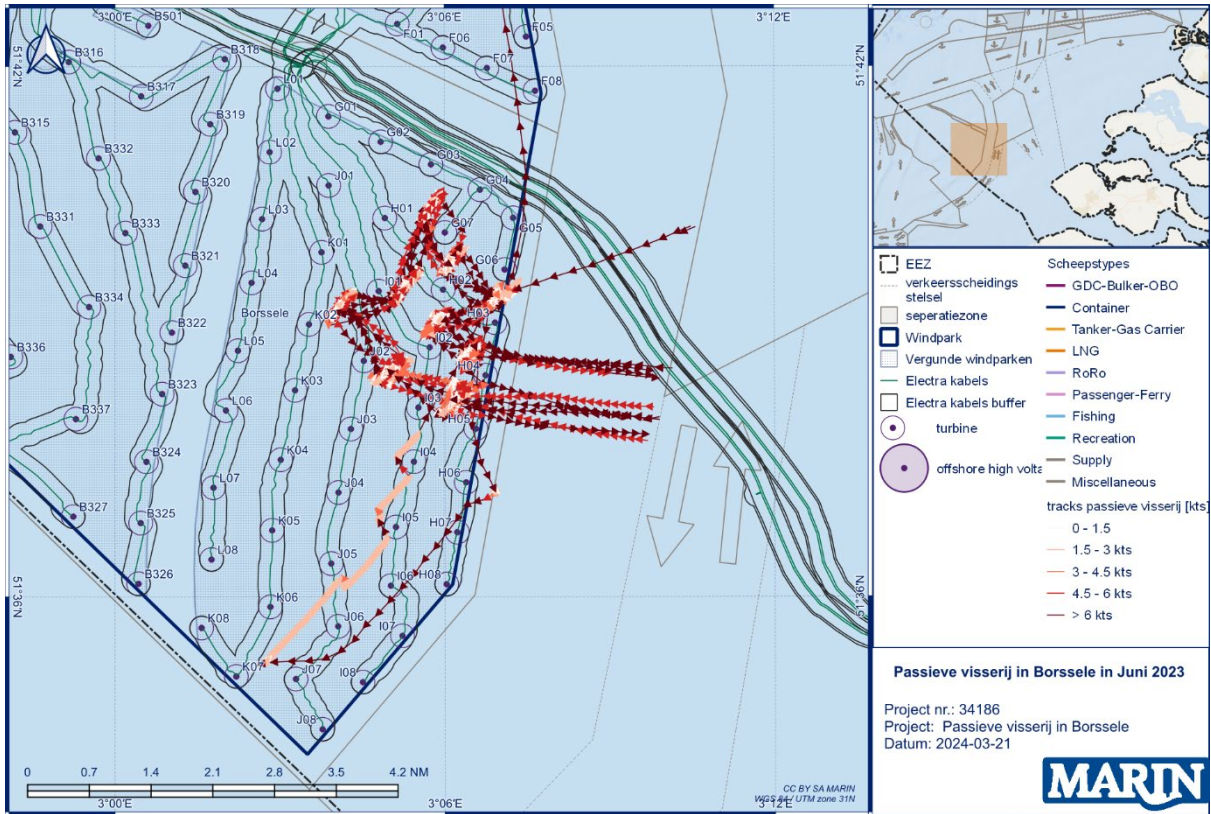 3°00'E
3°06'E
3°12'E
51°42'N
51°42'N
B501
F01
F06
F05
F07
F08
B316
B318
B317
L01
G01
B319
B315
L02
G02
B332
G03
J01
B320
G04
B331
L03
H01
G05
B333
G07
K01
B321
G06
L04
I01
H02
B334
Borssele
K02
H03
B322
I02
L05
B336
J02
H04
K03
B323
L06
I03
B337
J03
H05
K04
I04
B324
L07
J04
H06
B327
B325
K05
I05
H07
L08
J05
B326
I06
H08
51°36'N
51°36'N
K06
K08
J06
I07
K07
J07
I08
J08
0 0.7 1.4 2.1 2.8 3.5 4.2 NM
CC BY SA MARIN
WGS 84 / UTM zone 31N
3°00'E
3°06'E
3°12'E
EEZ
verkeersscheidings
stelsel
seperatiezone
Windpark
Vergunde windparken
Electra kabels
Electra kabels buffer
turbine
offshore high volta
Scheepstypes
GDC-Bulker-OBO
Container
Tanker-Gas Carrier
LNG
RoRo
Passenger-Ferry
Fishing
Recreation
Supply
Miscellaneous
tracks passieve visserij [kts]
0 - 1.5
1.5 - 3 kts
3 - 4.5 kts
4.5 - 6 kts
> 6 kts
Passieve visserij in Borssele in Juni 2023
Project nr.: 34186
Project: Passieve visserij in Borssele
Datum: 2024-03-21
MARIN